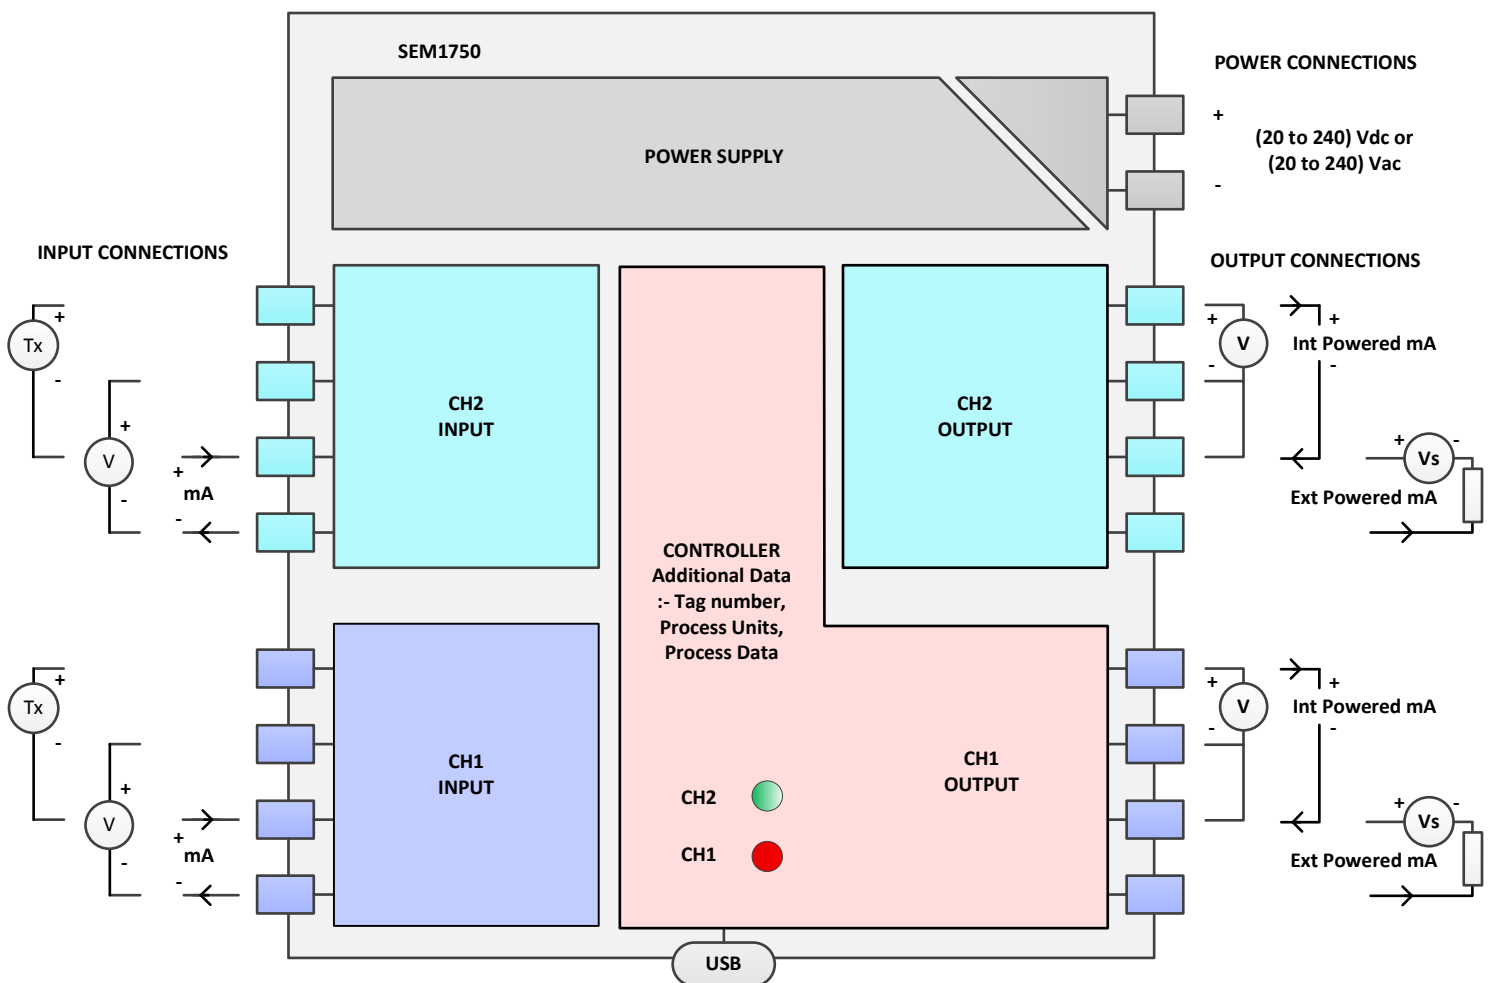 SEM1750
POWER CONNECTIONS
+
(20 to 240) Vdc or
(20 to 240) Vac
-
POWER SUPPLY
INPUT CONNECTIONS
OUTPUT CONNECTIONS
+
Tx
-
+
V
-
+
mA
-
CH2
INPUT
CH2
OUTPUT
+
V
-
+
Int Powered mA
-
+
Vs
-
Ext Powered mA
CONTROLLER
Additional Data
:- Tag number,
Process Units,
Process Data
+
Tx
-
+
V
-
+
mA
-
CH1
INPUT
CH1
OUTPUT
CH2
CH1
+
V
-
+
Int Powered mA
-
+
Vs
-
Ext Powered mA
USB